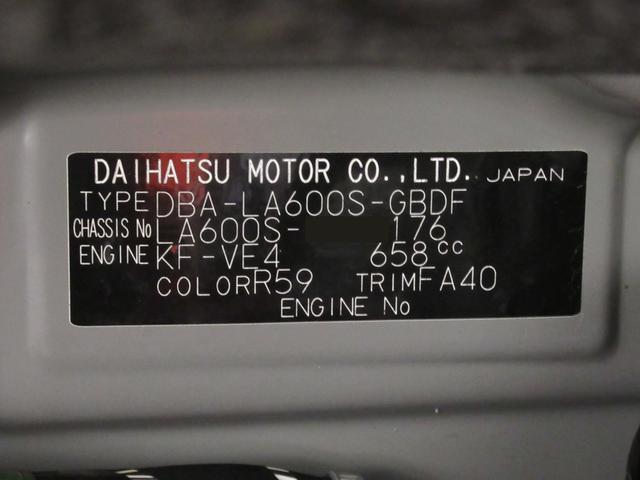 DAIHATSU MOTOR CO.,LTD. JAPAN
TYPE DBA-LA600S-GBDF
CHASSIS No LA600S- 176
ENGINE KF-VE4 658cc
COLOR R59 TRIM FA40
ENGINE No